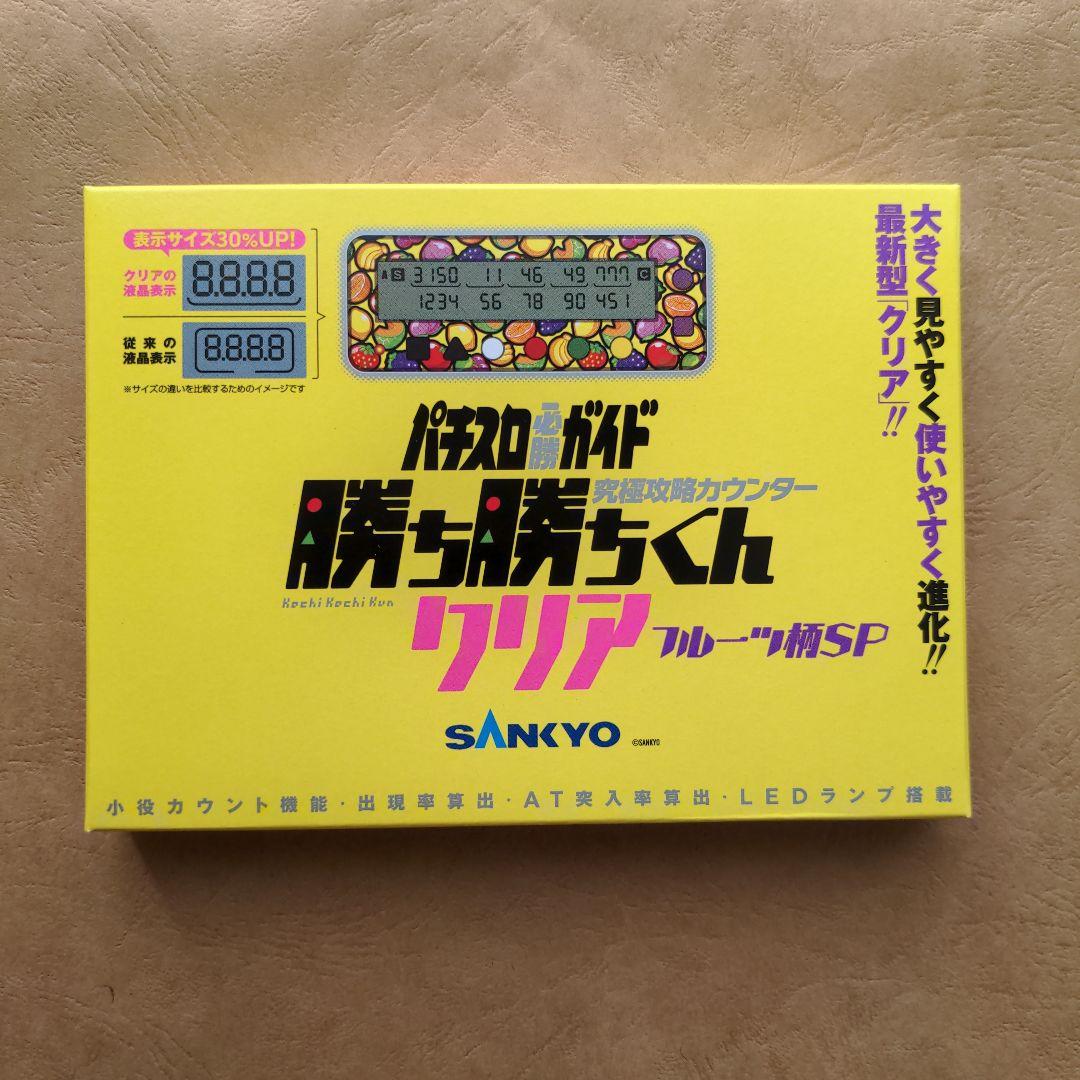 表示サイズ30%UP!
クリアの
液晶表示
8.8.8.8
従来の
液晶表示
8.8.8.8
※サイズの違いを比較するためのイメージです
A S 3150 11 46 49 777 C
1234 56 78 90 451
大きく見やすく使いやすく進化!!
最新型「クリア」!!
パチスロ必勝ガイド
究極攻略カウンター
勝ち勝ちくん
Kachi Kachi Kun
クリア
フルーツ柄SP
SANKYO ©SANKYO
小役カウント機能・出現率算出・AT突入率算出・LEDランプ搭載